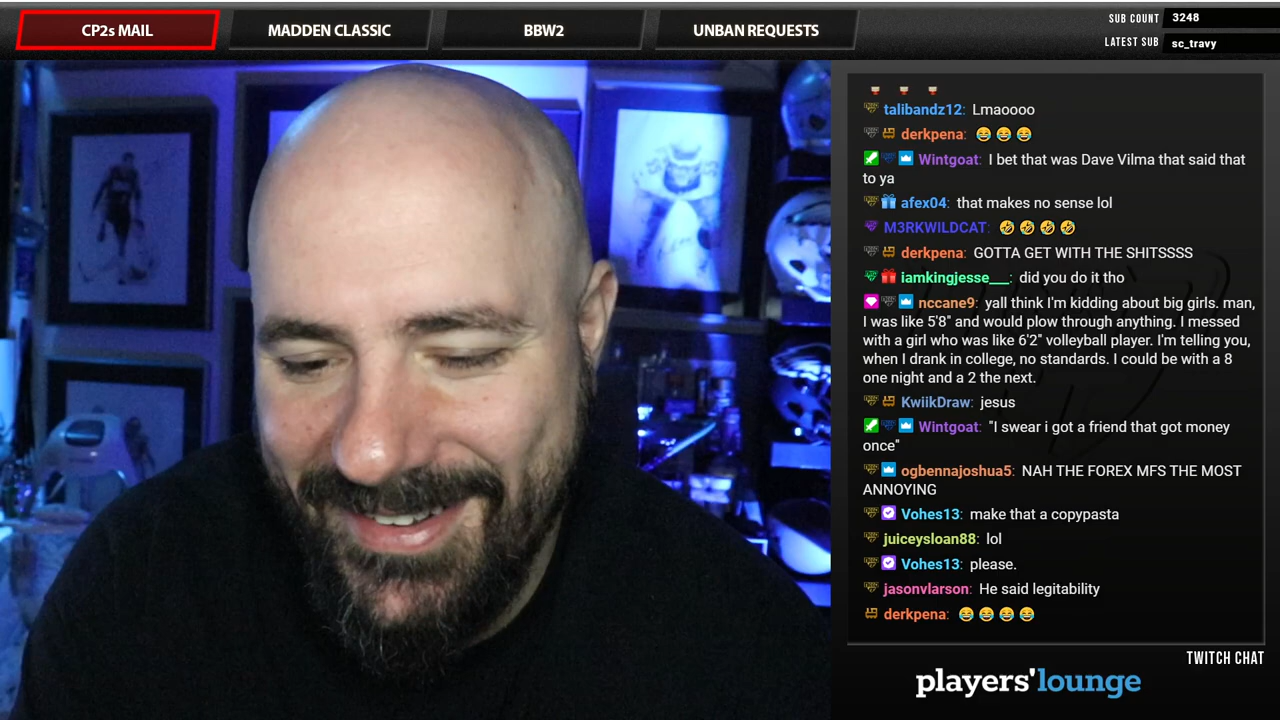 CP2s MAIL
MADDEN CLASSIC
BBW2
UNBAN REQUESTS
SUB COUNT 3248
LATEST SUB sc_travy
talibandz12: Lmaoooo
derkpena: 😂 😂 😂
Wintgoat: I bet that was Dave Vilma that said that
to ya
afex04: that makes no sense lol
M3RKWILDCAT: 🤣 🤣 🤣 🤣
derkpena: GOTTA GET WITH THE SHITSSSS
iamkingjesse___: did you do it tho
nccane9: yall think I'm kidding about big girls. man,
I was like 5'8" and would plow through anything. I messed
with a girl who was like 6'2" volleyball player. I'm telling you,
when I drank in college, no standards. I could be with a 8
one night and a 2 the next.
KwiikDraw: jesus
Wintgoat: "I swear i got a friend that got money
once"
ogbennajoshua5: NAH THE FOREX MFS THE MOST
ANNOYING
Vohes13: make that a copypasta
juiceysloan88: lol
Vohes13: please.
jasonvlarson: He said legitability
derkpena: 😂 😂 😂 😂
TWITCH CHAT
players'lounge